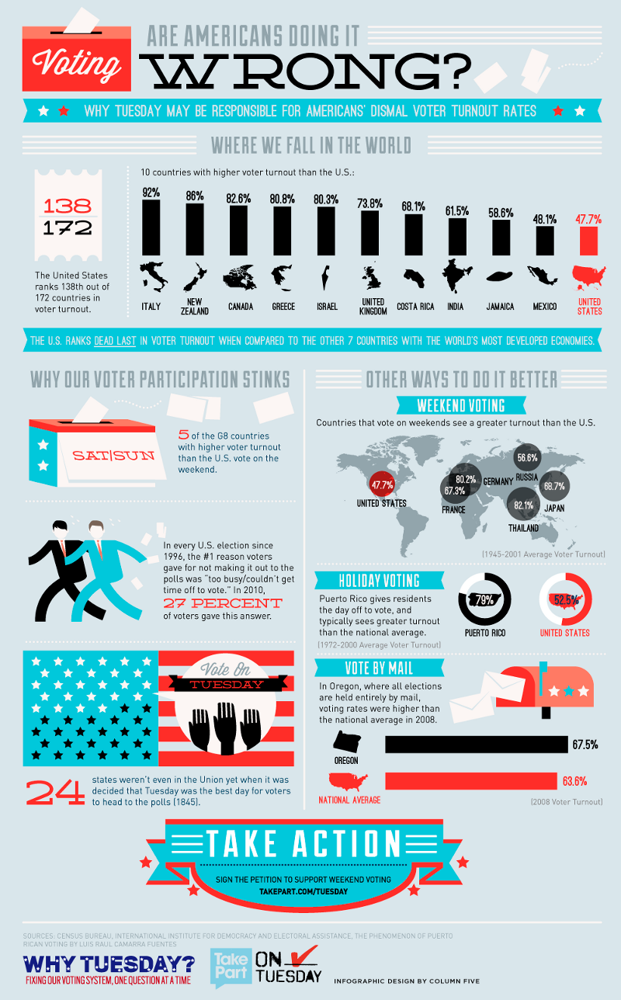 Voting
ARE AMERICANS DOING IT
WRONG?
WHY TUESDAY MAY BE RESPONSIBLE FOR AMERICANS' DISMAL VOTER TURNOUT RATES
WHERE WE FALL IN THE WORLD
138
172
The United States
ranks 138th out of
172 countries in
voter turnout.
10 countries with higher voter turnout than the U.S.:
92% 86% 82.6% 80.8% 80.3% 73.8% 68.1% 61.5% 58.6% 48.1% 47.7%
ITALY NEW ZEALAND CANADA GREECE ISRAEL UNITED KINGDOM COSTA RICA INDIA JAMAICA MEXICO UNITED STATES
THE U.S. RANKS DEAD LAST IN VOTER TURNOUT WHEN COMPARED TO THE OTHER 7 COUNTRIES WITH THE WORLD'S MOST DEVELOPED ECONOMIES.
WHY OUR VOTER PARTICIPATION STINKS
SAT/SUN
5 of the G8 countries
with higher voter turnout
than the U.S. vote on the
weekend.
In every U.S. election since
1996, the #1 reason voters
gave for not making it out to the
polls was "too busy/couldn't get
time off to vote." In 2010,
27 PERCENT
of voters gave this answer.
Vote On
TUESDAY
24
states weren't even in the Union yet when it was
decided that Tuesday was the best day for voters
to head to the polls (1845).
OTHER WAYS TO DO IT BETTER
WEEKEND VOTING
Countries that vote on weekends see a greater turnout than the U.S.
47.7%
UNITED STATES
80.2%
GERMANY
67.3%
FRANCE
56.6%
RUSSIA
68.7%
JAPAN
82.1%
THAILAND
(1945-2001 Average Voter Turnout)
HOLIDAY VOTING
Puerto Rico gives residents
the day off to vote, and
typically sees greater turnout
than the national average.
(1972-2000 Average Voter Turnout)
79%
PUERTO RICO
52.5%
UNITED STATES
VOTE BY MAIL
In Oregon, where all elections
are held entirely by mail,
voting rates were higher than
the national average in 2008.
OREGON
67.5%
NATIONAL AVERAGE
63.6%
(2008 Voter Turnout)
TAKE ACTION
SIGN THE PETITION TO SUPPORT WEEKEND VOTING
TAKEPART.COM/TUESDAY
SOURCES: CENSUS BUREAU, INTERNATIONAL INSTITUTE FOR DEMOCRACY AND ELECTORAL ASSISTANCE, THE PHENOMENON OF PUERTO
RICAN VOTING BY LUIS RAUL CAMARRA FUENTES
WHY TUESDAY?
FIXING OUR VOTING SYSTEM, ONE QUESTION AT A TIME
Take
Part
ON
TUESDAY
INFOGRAPHIC DESIGN BY COLUMN FIVE